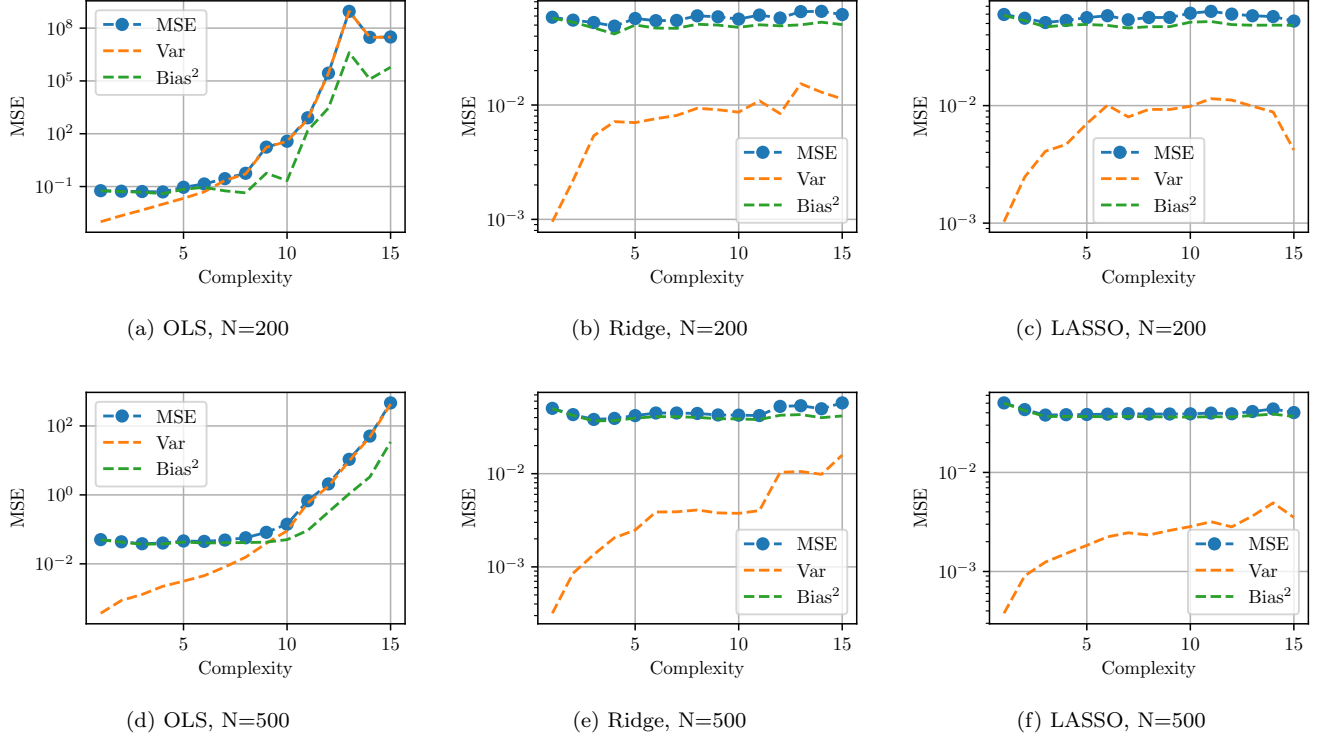 10^8
10^5
10^2
10^−1
MSE
MSE
Var
Bias^2
5
10
15
Complexity
(a) OLS, N=200
10^−2
10^−3
MSE
MSE
Var
Bias^2
5
10
15
Complexity
(b) Ridge, N=200
10^−2
10^−3
MSE
MSE
Var
Bias^2
5
10
15
Complexity
(c) LASSO, N=200
10^2
10^0
10^−2
MSE
MSE
Var
Bias^2
5
10
15
Complexity
(d) OLS, N=500
10^−2
10^−3
MSE
MSE
Var
Bias^2
5
10
15
Complexity
(e) Ridge, N=500
10^−2
10^−3
MSE
MSE
Var
Bias^2
5
10
15
Complexity
(f) LASSO, N=500